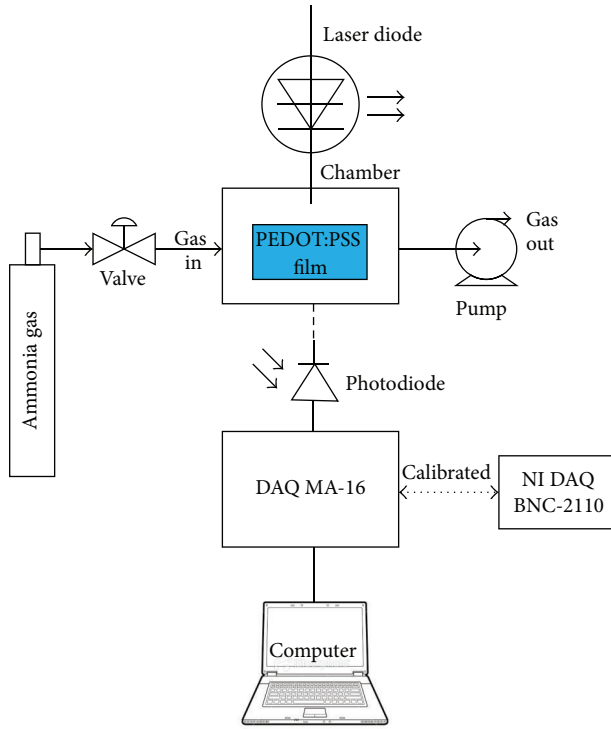 Laser diode
Chamber
Gas
in
PEDOT:PSS
film
Gas
out
Valve
Pump
Ammonia gas
Photodiode
DAQ MA-16
Calibrated
NI DAQ
BNC-2110
Computer